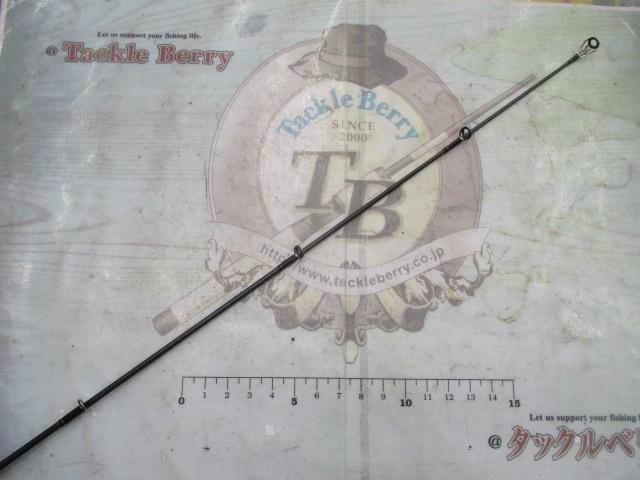 Let us support your fishing life.
@ Tackle Berry
Tackle Berry
SINCE
2000
TB
http://www.tackleberry.co.jp
0 1 2 3 4 5 6 7 8 9 10 11 12 13 14 15
Let us support your fishing
@ タックルベ